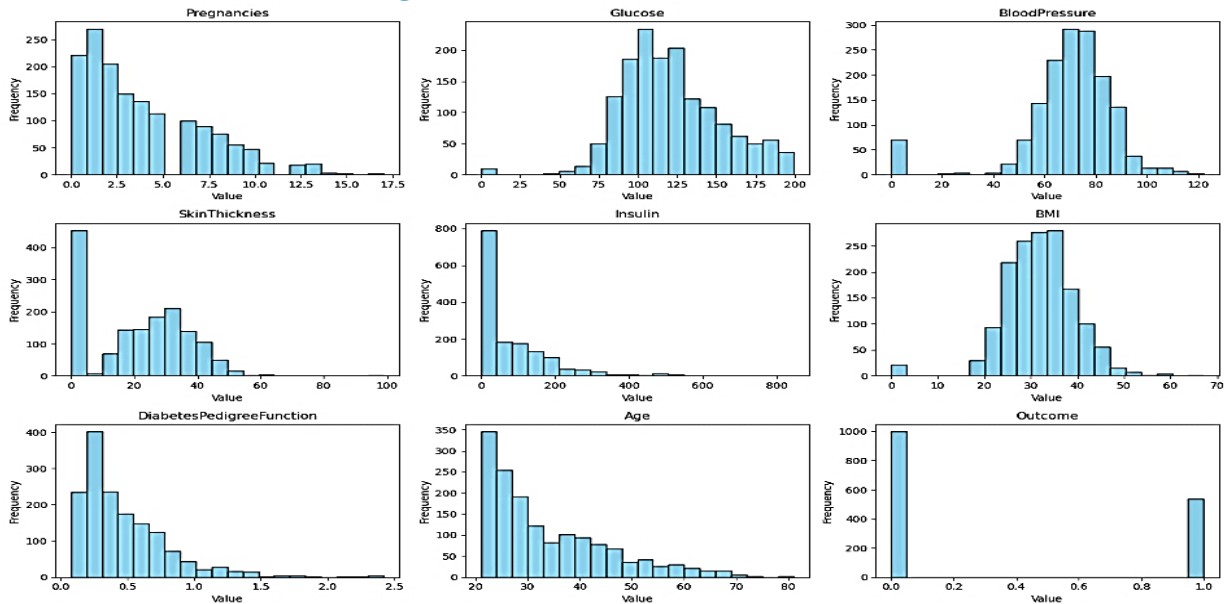 Pregnancies
Frequency
250
200
150
100
50
0
0.0 2.5 5.0 7.5 10.0 12.5 15.0 17.5
Value
Glucose
Frequency
200
150
100
50
0
0 25 50 75 100 125 150 175 200
Value
BloodPressure
Frequency
300
250
200
150
100
50
0
0 20 40 60 80 100 120
Value
SkinThickness
Frequency
400
300
200
100
0
0 20 40 60 80 100
Value
Insulin
Frequency
800
600
400
200
0
0 200 400 600 800
Value
BMI
Frequency
250
200
150
100
50
0
0 10 20 30 40 50 60 70
Value
DiabetesPedigreeFunction
Frequency
400
300
200
100
0
0.0 0.5 1.0 1.5 2.0 2.5
Value
Age
Frequency
350
300
250
200
150
100
50
0
20 30 40 50 60 70 80
Value
Outcome
Frequency
1000
800
600
400
200
0
0.0 0.2 0.4 0.6 0.8 1.0
Value